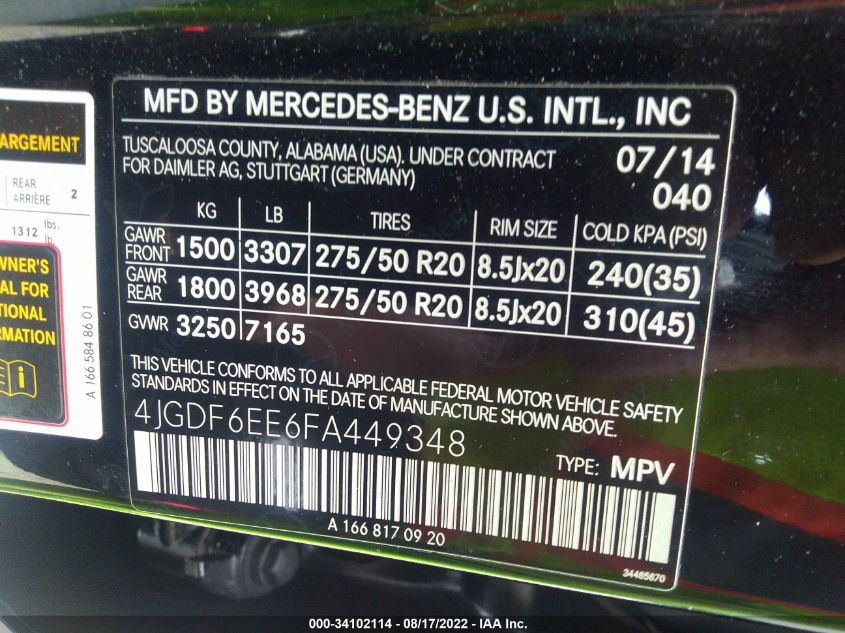 ARGEMENT
REAR
ARRIÈRE 2
1312 lbs.
lb.
WNER'S
AL FOR
TIONAL
RMATION
A 166 584 86 01
MFD BY MERCEDES-BENZ U.S. INTL., INC
TUSCALOOSA COUNTY, ALABAMA (USA). UNDER CONTRACT
FOR DAIMLER AG, STUTTGART (GERMANY)
07/14
040
KG LB TIRES RIM SIZE COLD KPA (PSI)
GAWR
FRONT 1500 3307 275/50 R20 8.5Jx20 240(35)
GAWR
REAR 1800 3968 275/50 R20 8.5Jx20 310(45)
GVWR 3250 7165
THIS VEHICLE CONFORMS TO ALL APPLICABLE FEDERAL MOTOR VEHICLE SAFETY
STANDARDS IN EFFECT ON THE DATE OF MANUFACTURE SHOWN ABOVE.
4JGDF6EE6FA449348
TYPE: MPV
A 166 817 09 20
34485870
000-34102114 - 08/17/2022 - IAA Inc.